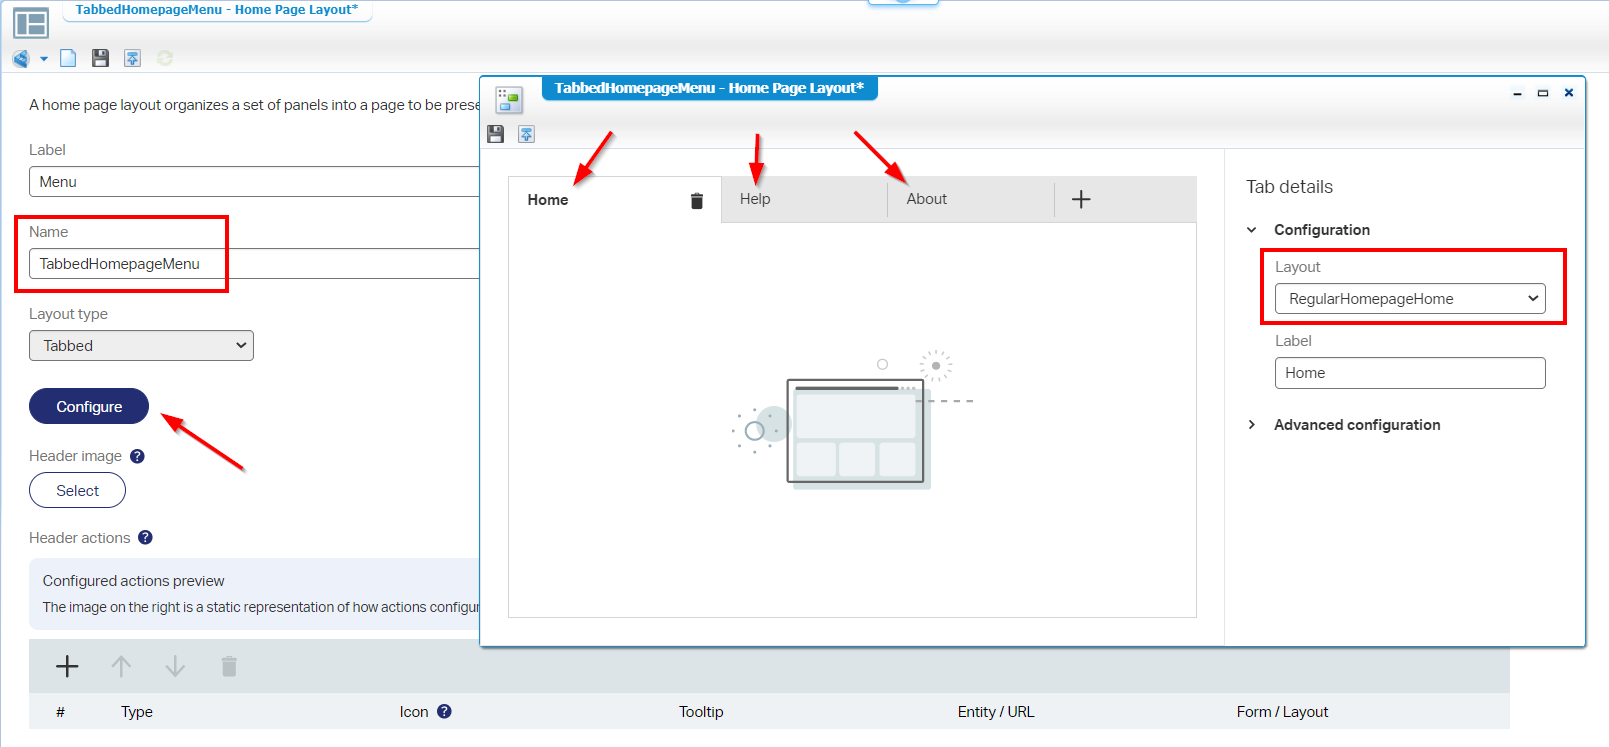 TabbedHomepageMenu - Home Page Layout*
A home page layout organizes a set of panels into a page to be prese
Label
Menu
Name
TabbedHomepageMenu
Layout type
Tabbed
Configure
Header image ?
Select
Header actions ?
Configured actions preview
The image on the right is a static representation of how actions configur
# Type Icon ? Tooltip Entity / URL Form / Layout
TabbedHomepageMenu - Home Page Layout*
Home Help About
Tab details
Configuration
Layout
RegularHomepageHome
Label
Home
Advanced configuration